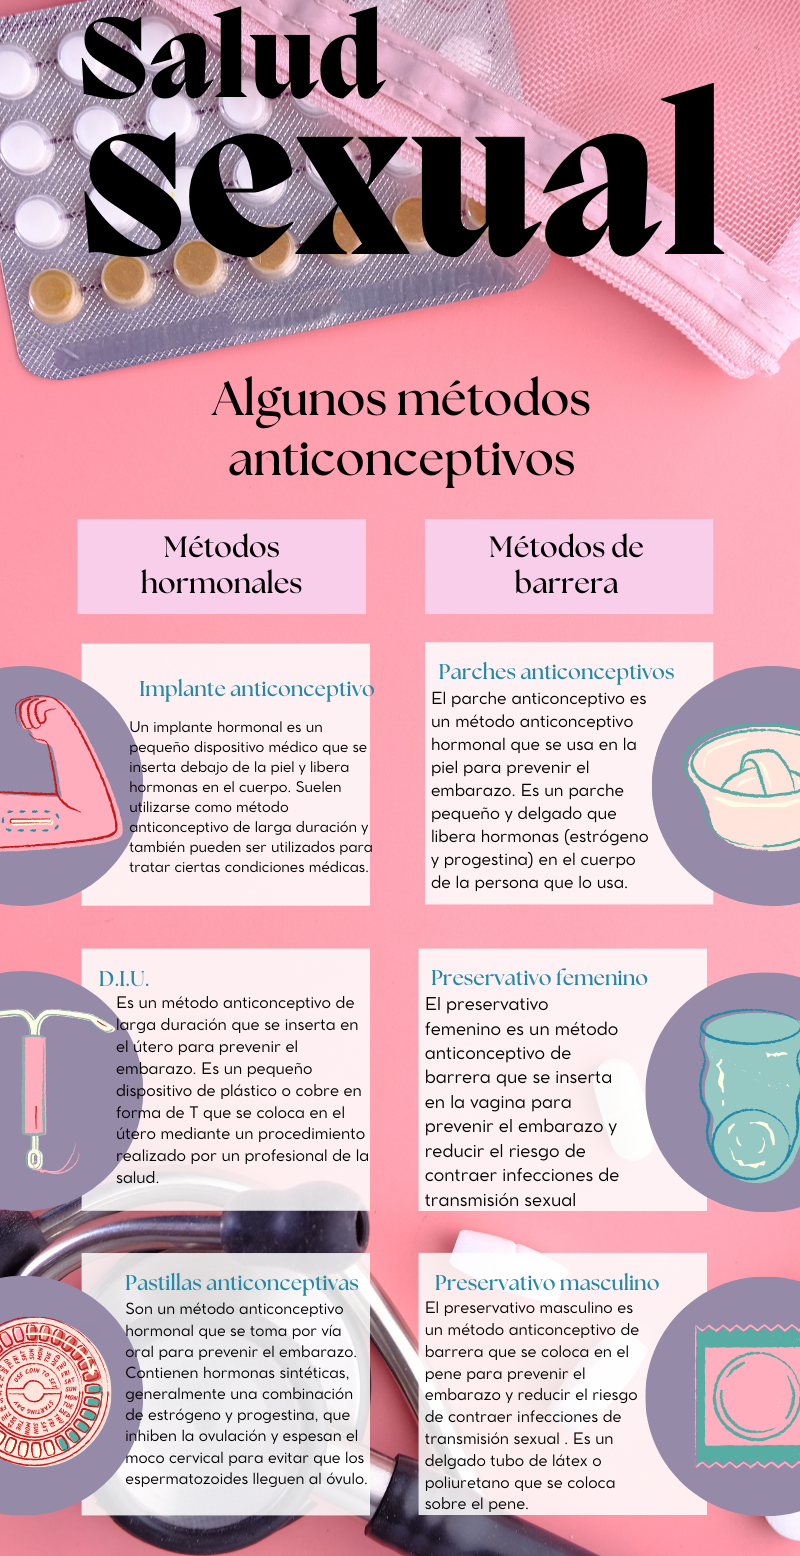 Salud
sexual
Algunos métodos
anticonceptivos
Métodos
hormonales
Métodos de
barrera
Implante anticonceptivo
Un implante hormonal es un
pequeño dispositivo médico que se
inserta debajo de la piel y libera
hormonas en el cuerpo. Suelen
utilizarse como método
anticonceptivo de larga duración y
también pueden ser utilizados para
tratar ciertas condiciones médicas.
Parches anticonceptivos
El parche anticonceptivo es
un método anticonceptivo
hormonal que se usa en la
piel para prevenir el
embarazo. Es un parche
pequeño y delgado que
libera hormonas (estrógeno
y progestina) en el cuerpo
de la persona que lo usa.
D.I.U.
Es un método anticonceptivo de
larga duración que se inserta en
el útero para prevenir el
embarazo. Es un pequeño
dispositivo de plástico o cobre en
forma de T que se coloca en el
útero mediante un procedimiento
realizado por un profesional de la
salud.
Preservativo femenino
El preservativo
femenino es un método
anticonceptivo de
barrera que se inserta
en la vagina para
prevenir el embarazo y
reducir el riesgo de
contraer infecciones de
transmisión sexual
Pastillas anticonceptivas
Son un método anticonceptivo
hormonal que se toma por vía
oral para prevenir el embarazo.
Contienen hormonas sintéticas,
generalmente una combinación
de estrógeno y progestina, que
inhiben la ovulación y espesan el
moco cervical para evitar que los
espermatozoides lleguen al óvulo.
USE COIN TO SET
STARTING DAY
Preservativo masculino
El preservativo masculino es
un método anticonceptivo de
barrera que se coloca en el
pene para prevenir el
embarazo y reducir el riesgo
de contraer infecciones de
transmisión sexual . Es un
delgado tubo de látex o
poliuretano que se coloca
sobre el pene.